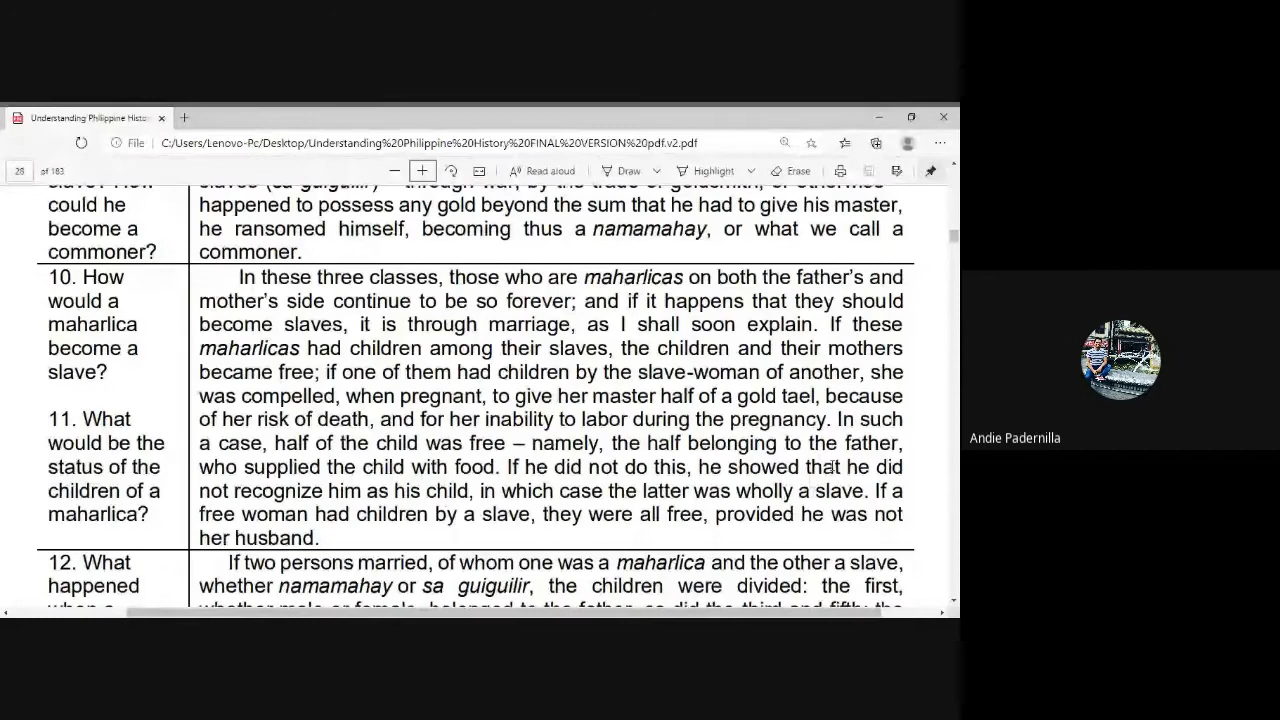 Understanding Philippine Histo
File C:/Users/Lenovo-Pc/Desktop/Understanding%20Philippine%20History%20FINAL%20VERSION%20pdf.v2.pdf
28 of 183 Read aloud Draw Highlight Erase
could he
become a
commoner?
happened to possess any gold beyond the sum that he had to give his master,
he ransomed himself, becoming thus a namamahay, or what we call a
commoner.
10. How
would a
maharlica
become a
slave?
11. What
would be the
status of the
children of a
maharlica?
In these three classes, those who are maharlicas on both the father's and
mother's side continue to be so forever; and if it happens that they should
become slaves, it is through marriage, as I shall soon explain. If these
maharlicas had children among their slaves, the children and their mothers
became free; if one of them had children by the slave-woman of another, she
was compelled, when pregnant, to give her master half of a gold tael, because
of her risk of death, and for her inability to labor during the pregnancy. In such
a case, half of the child was free – namely, the half belonging to the father,
who supplied the child with food. If he did not do this, he showed that he did
not recognize him as his child, in which case the latter was wholly a slave. If a
free woman had children by a slave, they were all free, provided he was not
her husband.
12. What
happened
If two persons married, of whom one was a maharlica and the other a slave,
whether namamahay or sa guiguilir, the children were divided: the first,
Andie Padernilla